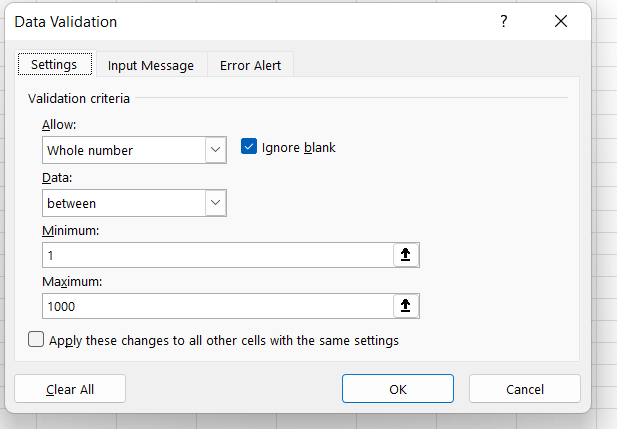 Data Validation ?
Settings Input Message Error Alert
Validation criteria
Allow:
Whole number Ignore blank
Data:
between
Minimum:
1
Maximum:
1000
Apply these changes to all other cells with the same settings
Clear All OK Cancel